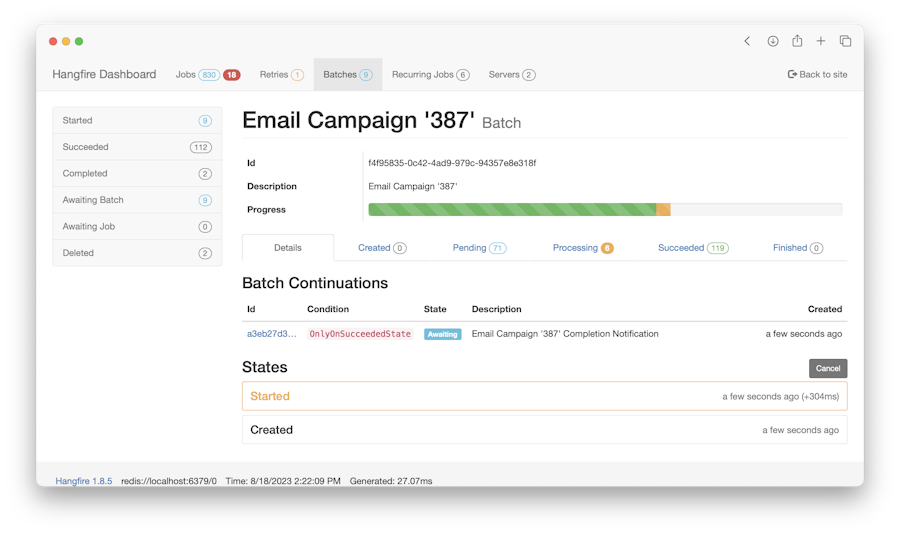 Hangfire Dashboard Jobs 830 18 Retries 1 Batches 9 Recurring Jobs 6 Servers 2 Back to site
Started 9
Succeeded 112
Completed 2
Awaiting Batch 9
Awaiting Job 0
Deleted 2
Email Campaign '387' Batch
Id f4f95835-0c42-4ad9-979c-94357e8e318f
Description Email Campaign '387'
Progress
Details Created 0 Pending 71 Processing 6 Succeeded 119 Finished 0
Batch Continuations
Id Condition State Description Created
a3eb27d3... OnlyOnSucceededState Awaiting Email Campaign '387' Completion Notification a few seconds ago
States Cancel
Started a few seconds ago (+304ms)
Created a few seconds ago
Hangfire 1.8.5 redis://localhost:6379/0 Time: 8/18/2023 2:22:09 PM Generated: 27.07ms